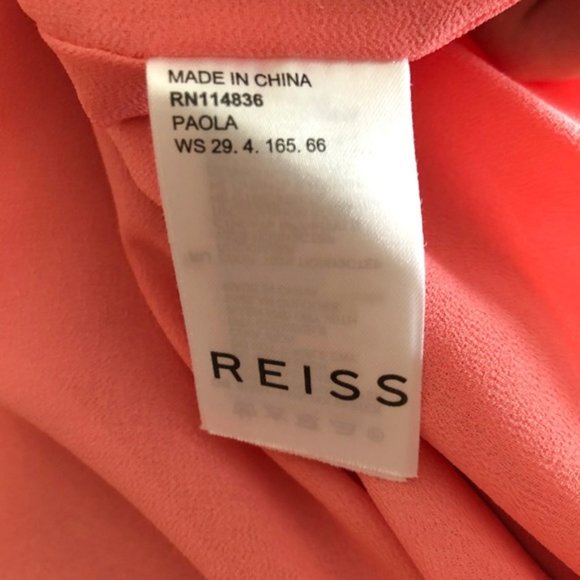 MADE IN CHINA
RN114836
PAOLA
WS 29. 4. 165. 66
REISS